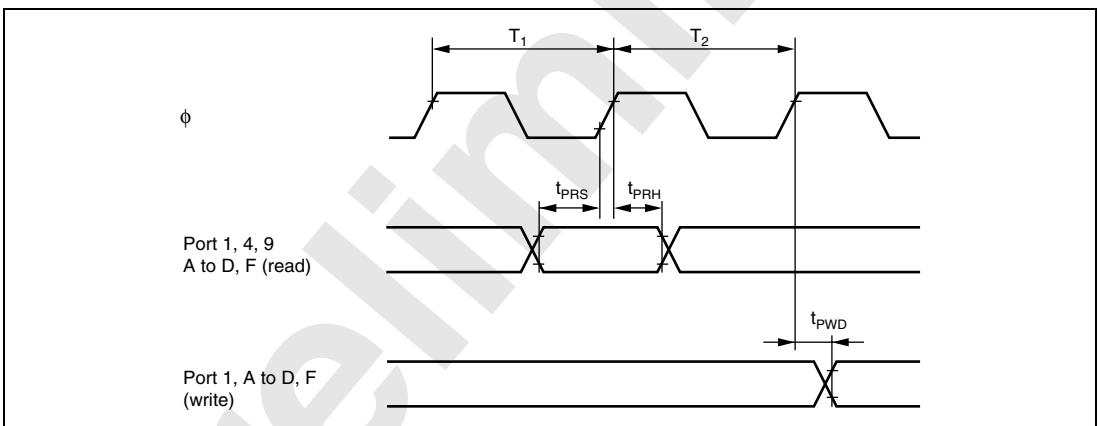 T1 T2
φ
tPRS tPRH
Port 1, 4, 9
A to D, F (read)
tPWD
Port 1, A to D, F
(write)